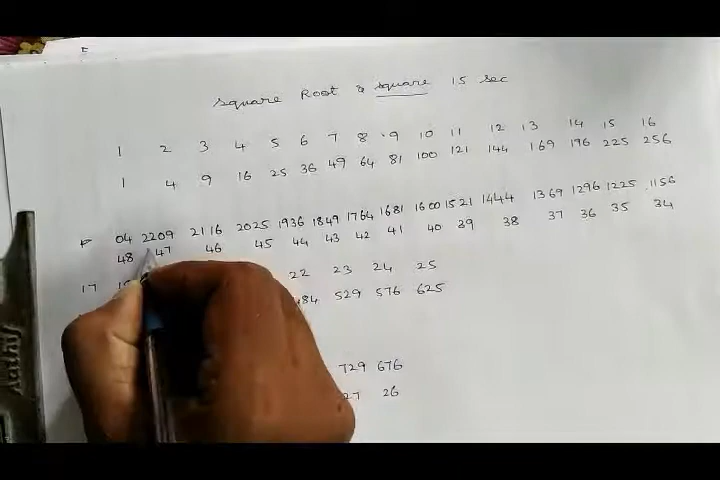 Square Root & square 15 sec
1 2 3 4 5 6 7 8 9 10 11 12 13 14 15 16
1 4 9 16 25 36 49 64 81 100 121 144 169 196 225 256
04 2209 2116 2025 1936 1849 1764 1681 1600 1521 1444 1369 1296 1225 1156
48 47 46 45 44 43 42 41 40 39 38 37 36 35 34
17 22 23 24 25
484 529 576 625
729 676
27 26